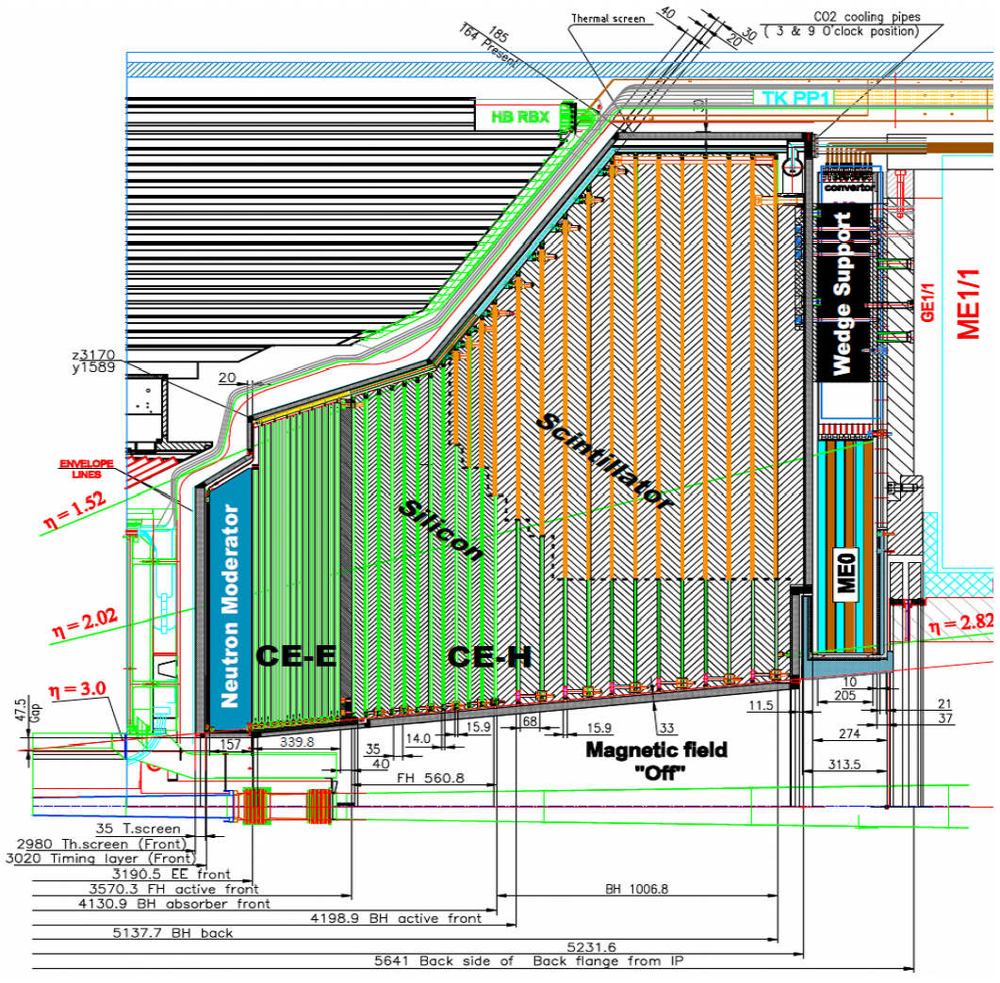 40
30
20
185
164 Present
Thermal screen
CO2 cooling pipes
( 3 & 9 O'clock position)
TK PP1
HB RBX
convertor
Wedge Support
GE1/1
ME1/1
z3170
y1589
20
ENVELOPE
LINES
η = 1.52
η = 2.02
η = 3.0
η = 2.82
Neutron Moderator
Silicon
Scintillator
CE-E
CE-H
ME0
47.5
Gap
157
339.8
35
40
14.0
15.9
68
15.9
33
11.5
10
205
21
37
274
313.5
FH 560.8
Magnetic field
"Off"
35 T.screen
2980 Th.screen (Front)
3020 Timing layer (Front)
3190.5 EE front
3570.3 FH active front
BH 1006.8
4130.9 BH absorber front
4198.9 BH active front
5137.7 BH back
5231.6
5641 Back side of Back flange from IP